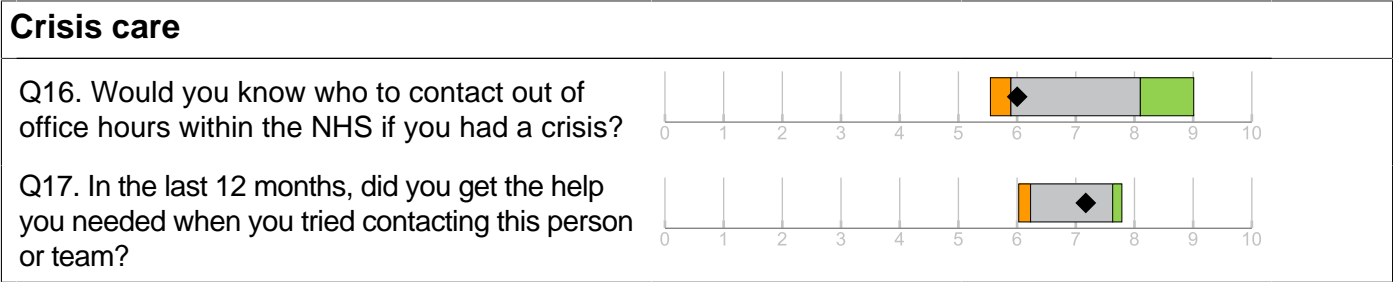 Crisis care
Q16. Would you know who to contact out of
office hours within the NHS if you had a crisis?
0 1 2 3 4 5 6 7 8 9 10
Q17. In the last 12 months, did you get the help
you needed when you tried contacting this person
or team?
0 1 2 3 4 5 6 7 8 9 10